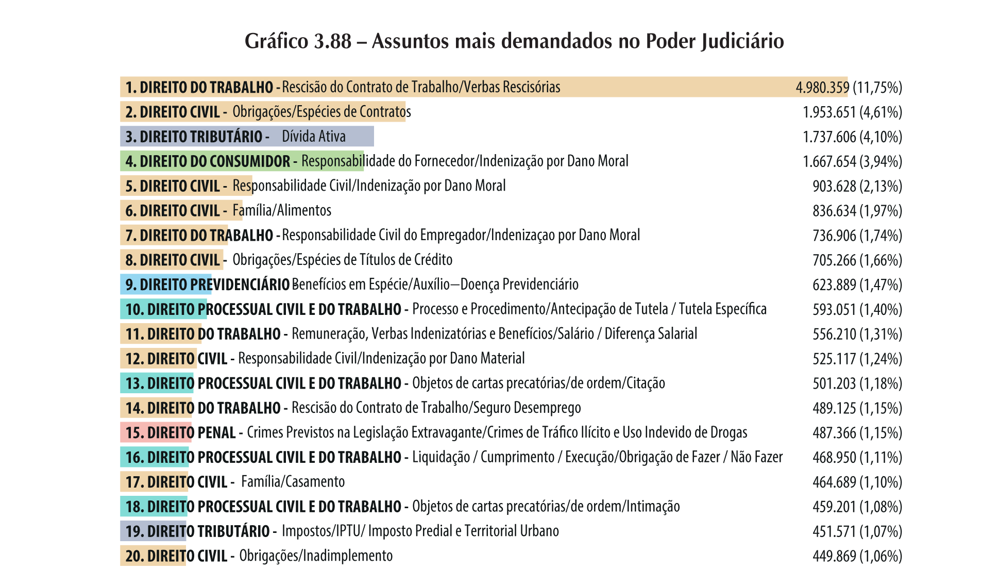 Gráfico 3.88 – Assuntos mais demandados no Poder Judiciário
1. DIREITO DO TRABALHO - Rescisão do Contrato de Trabalho/Verbas Rescisórias 4.980.359 (11,75%)
2. DIREITO CIVIL - Obrigações/Espécies de Contratos 1.953.651 (4,61%)
3. DIREITO TRIBUTÁRIO - Dívida Ativa 1.737.606 (4,10%)
4. DIREITO DO CONSUMIDOR - Responsabilidade do Fornecedor/Indenização por Dano Moral 1.667.654 (3,94%)
5. DIREITO CIVIL - Responsabilidade Civil/Indenização por Dano Moral 903.628 (2,13%)
6. DIREITO CIVIL - Família/Alimentos 836.634 (1,97%)
7. DIREITO DO TRABALHO - Responsabilidade Civil do Empregador/Indenizaçao por Dano Moral 736.906 (1,74%)
8. DIREITO CIVIL - Obrigações/Espécies de Títulos de Crédito 705.266 (1,66%)
9. DIREITO PREVIDENCIÁRIO - Benefícios em Espécie/Auxílio–Doença Previdenciário 623.889 (1,47%)
10. DIREITO PROCESSUAL CIVIL E DO TRABALHO - Processo e Procedimento/Antecipação de Tutela / Tutela Específica 593.051 (1,40%)
11. DIREITO DO TRABALHO - Remuneração, Verbas Indenizatórias e Benefícios/Salário / Diferença Salarial 556.210 (1,31%)
12. DIREITO CIVIL - Responsabilidade Civil/Indenização por Dano Material 525.117 (1,24%)
13. DIREITO PROCESSUAL CIVIL E DO TRABALHO - Objetos de cartas precatórias/de ordem/Citação 501.203 (1,18%)
14. DIREITO DO TRABALHO - Rescisão do Contrato de Trabalho/Seguro Desemprego 489.125 (1,15%)
15. DIREITO PENAL - Crimes Previstos na Legislação Extravagante/Crimes de Tráfico Ilícito e Uso Indevido de Drogas 487.366 (1,15%)
16. DIREITO PROCESSUAL CIVIL E DO TRABALHO - Liquidação / Cumprimento / Execução/Obrigação de Fazer / Não Fazer 468.950 (1,11%)
17. DIREITO CIVIL - Família/Casamento 464.689 (1,10%)
18. DIREITO PROCESSUAL CIVIL E DO TRABALHO - Objetos de cartas precatórias/de ordem/Intimação 459.201 (1,08%)
19. DIREITO TRIBUTÁRIO - Impostos/IPTU/ Imposto Predial e Territorial Urbano 451.571 (1,07%)
20. DIREITO CIVIL - Obrigações/Inadimplemento 449.869 (1,06%)